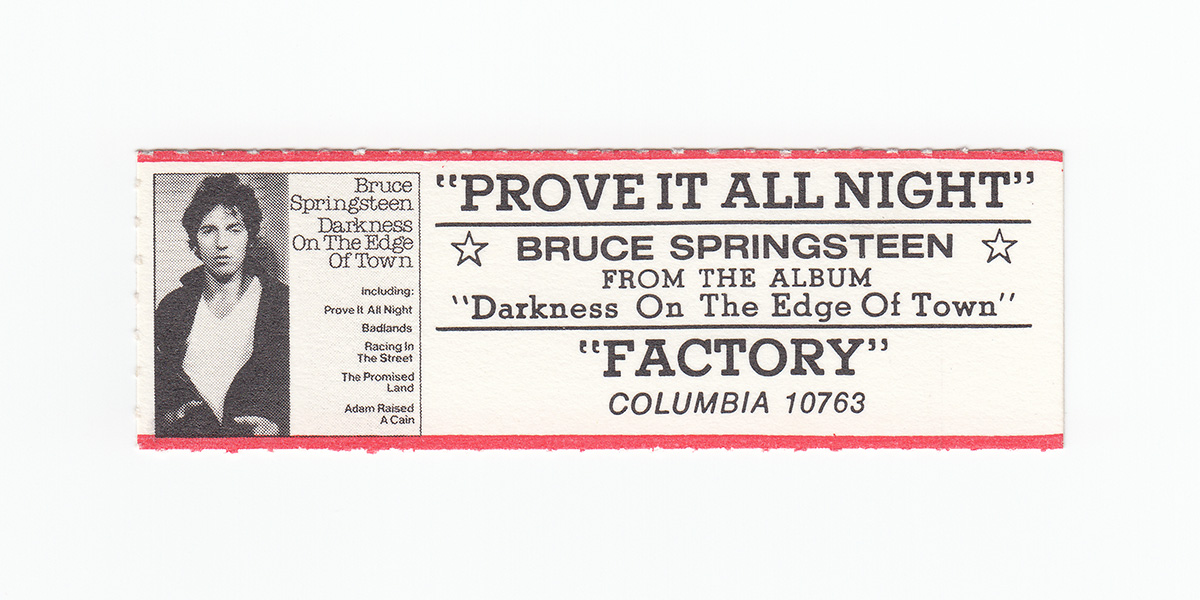 Bruce
Springsteen
Darkness
On The Edge
Of Town
including:
Prove It All Night
Badlands
Racing In
The Street
The Promised
Land
Adam Raised
A Cain
"PROVE IT ALL NIGHT"
BRUCE SPRINGSTEEN
FROM THE ALBUM
"Darkness On The Edge Of Town"
"FACTORY"
COLUMBIA 10763